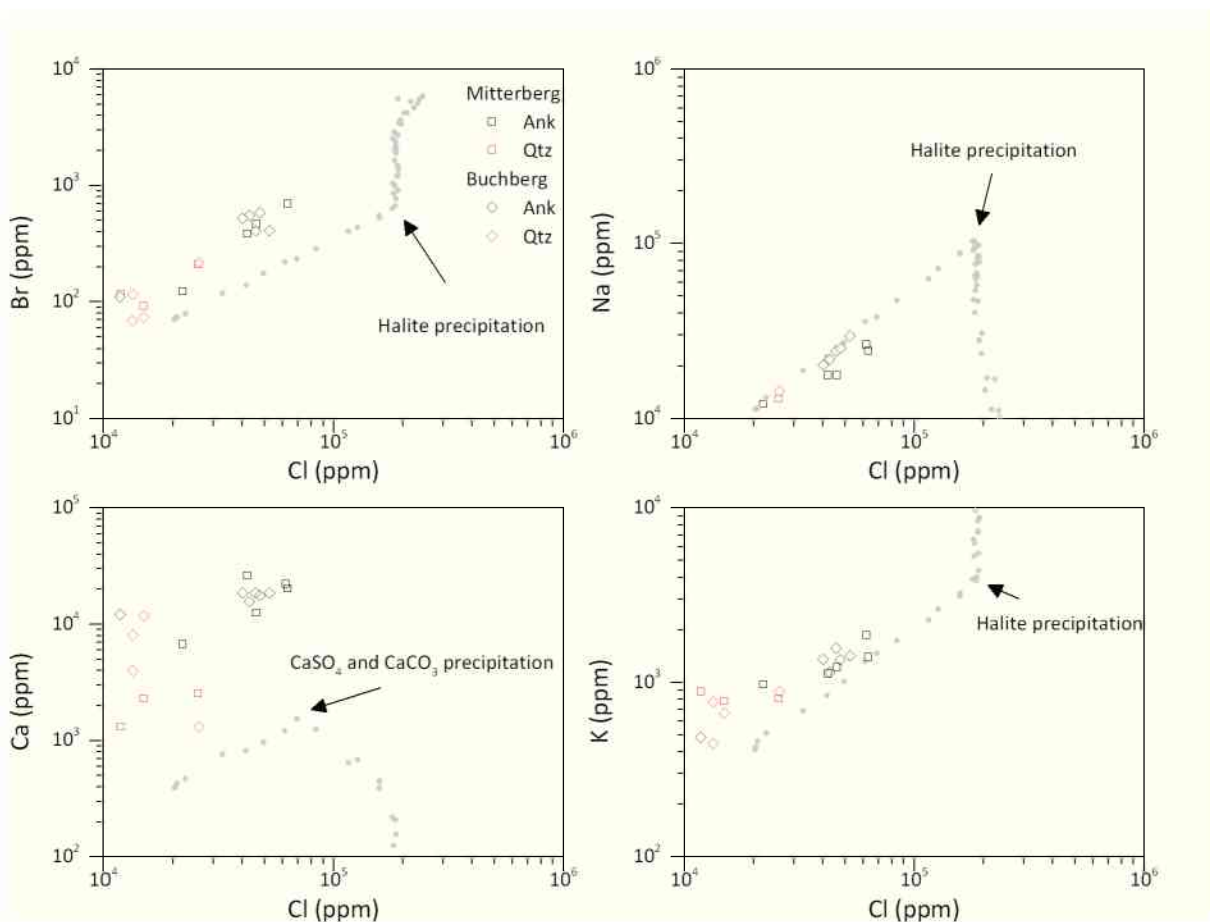 10⁴
10³
10²
10¹
Br (ppm)
Mitterberg
Ank
Qtz
Buchberg
Ank
Qtz
Halite precipitation
10⁴ 10⁵ 10⁶
Cl (ppm)
10⁶
10⁵
10⁴
Na (ppm)
Halite precipitation
10⁴ 10⁵ 10⁶
Cl (ppm)
10⁵
10⁴
10³
10²
Ca (ppm)
CaSO₄ and CaCO₃ precipitation
10⁴ 10⁵ 10⁶
Cl (ppm)
10⁴
10³
10²
K (ppm)
Halite precipitation
10⁴ 10⁵ 10⁶
Cl (ppm)